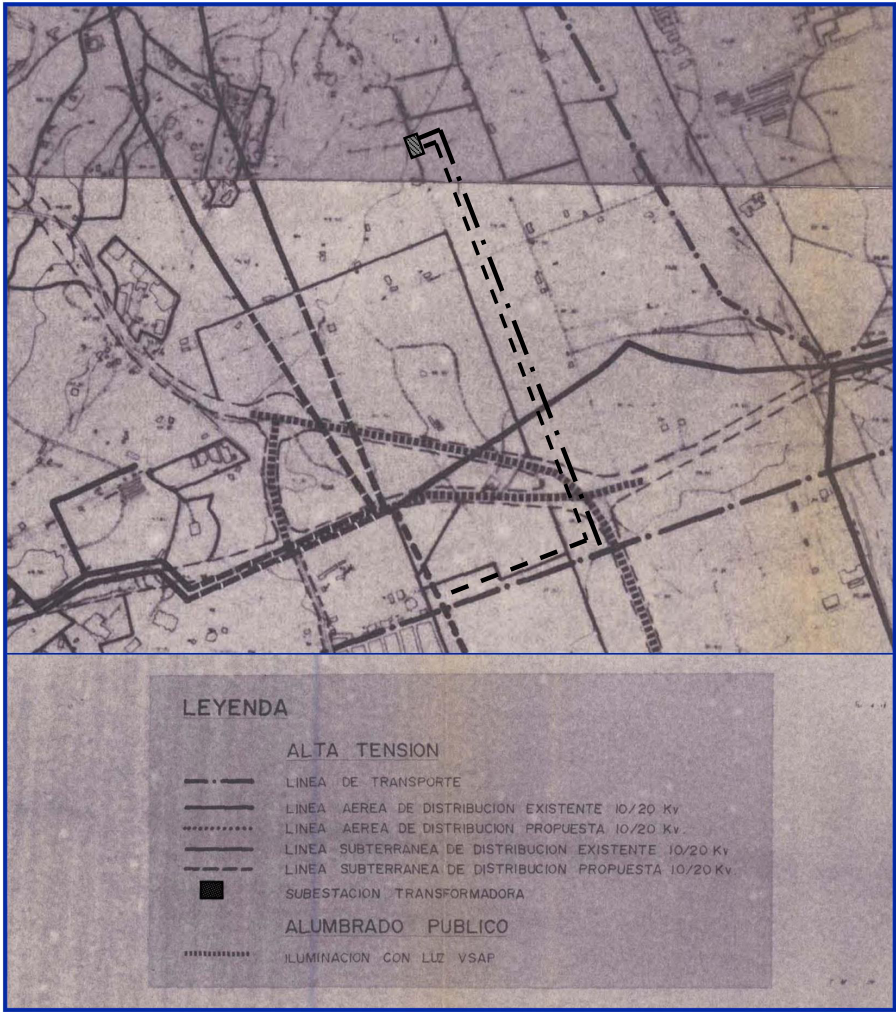 LEYENDA
ALTA TENSION
LINEA DE TRANSPORTE
LINEA AEREA DE DISTRIBUCION EXISTENTE 10/20 Kv
LINEA AEREA DE DISTRIBUCION PROPUESTA 10/20 Kv.
LINEA SUBTERRANEA DE DISTRIBUCION EXISTENTE 10/20 Kv
LINEA SUBTERRANEA DE DISTRIBUCION PROPUESTA 10/20 Kv.
SUBESTACION TRANSFORMADORA
ALUMBRADO PUBLICO
ILUMINACION CON LUZ VSAP